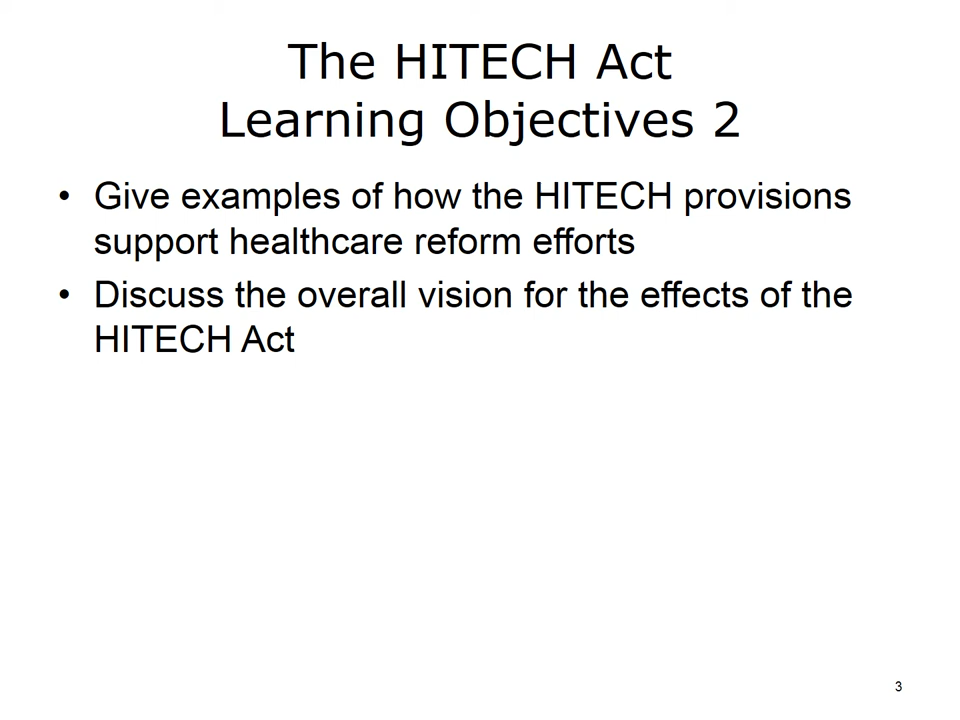 The HITECH Act
Learning Objectives 2
• Give examples of how the HITECH provisions
support healthcare reform efforts
• Discuss the overall vision for the effects of the
HITECH Act
3